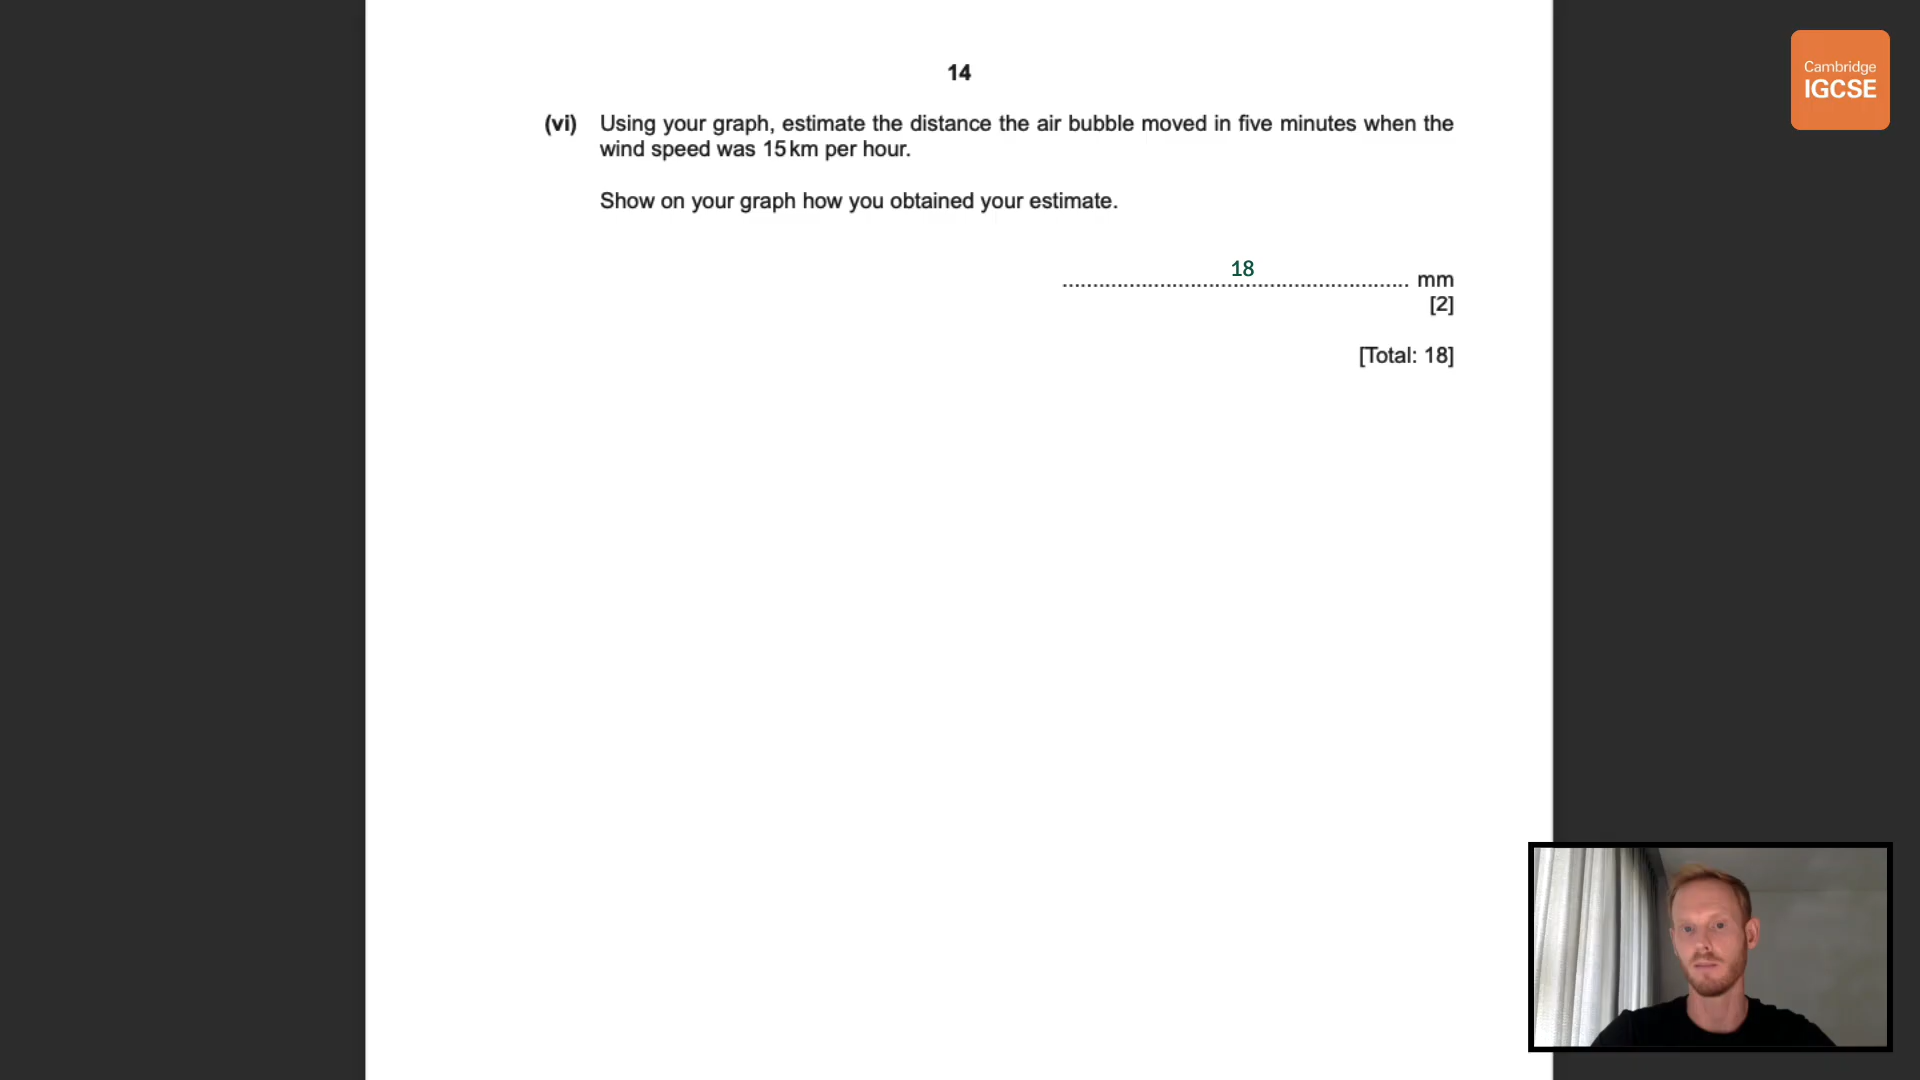 Cambridge
IGCSE
14
(vi) Using your graph, estimate the distance the air bubble moved in five minutes when the
wind speed was 15 km per hour.
Show on your graph how you obtained your estimate.
18
.......................................................... mm
[2]
[Total: 18]